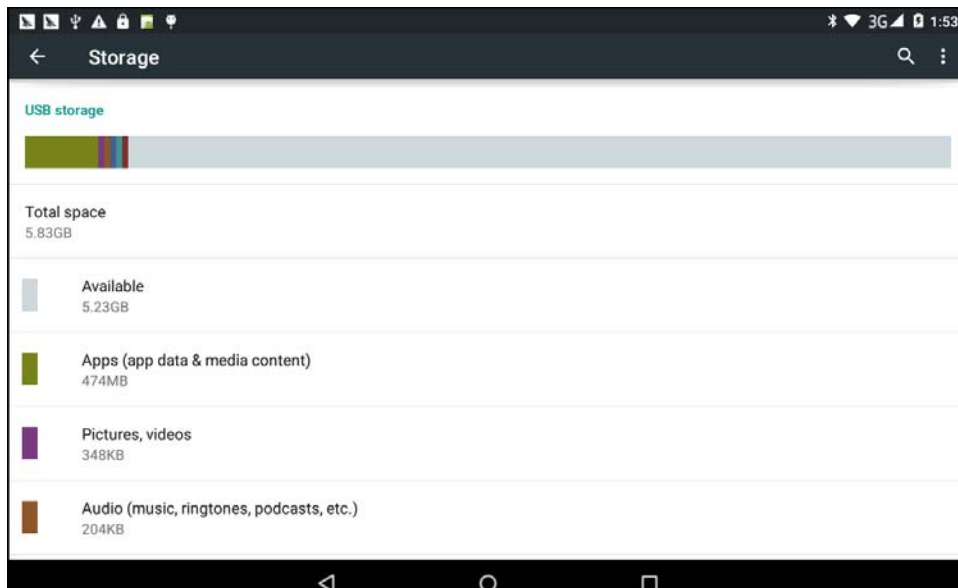 3G 1:53
Storage
USB storage
Total space
5.83GB
Available
5.23GB
Apps (app data & media content)
474MB
Pictures, videos
348KB
Audio (music, ringtones, podcasts, etc.)
204KB